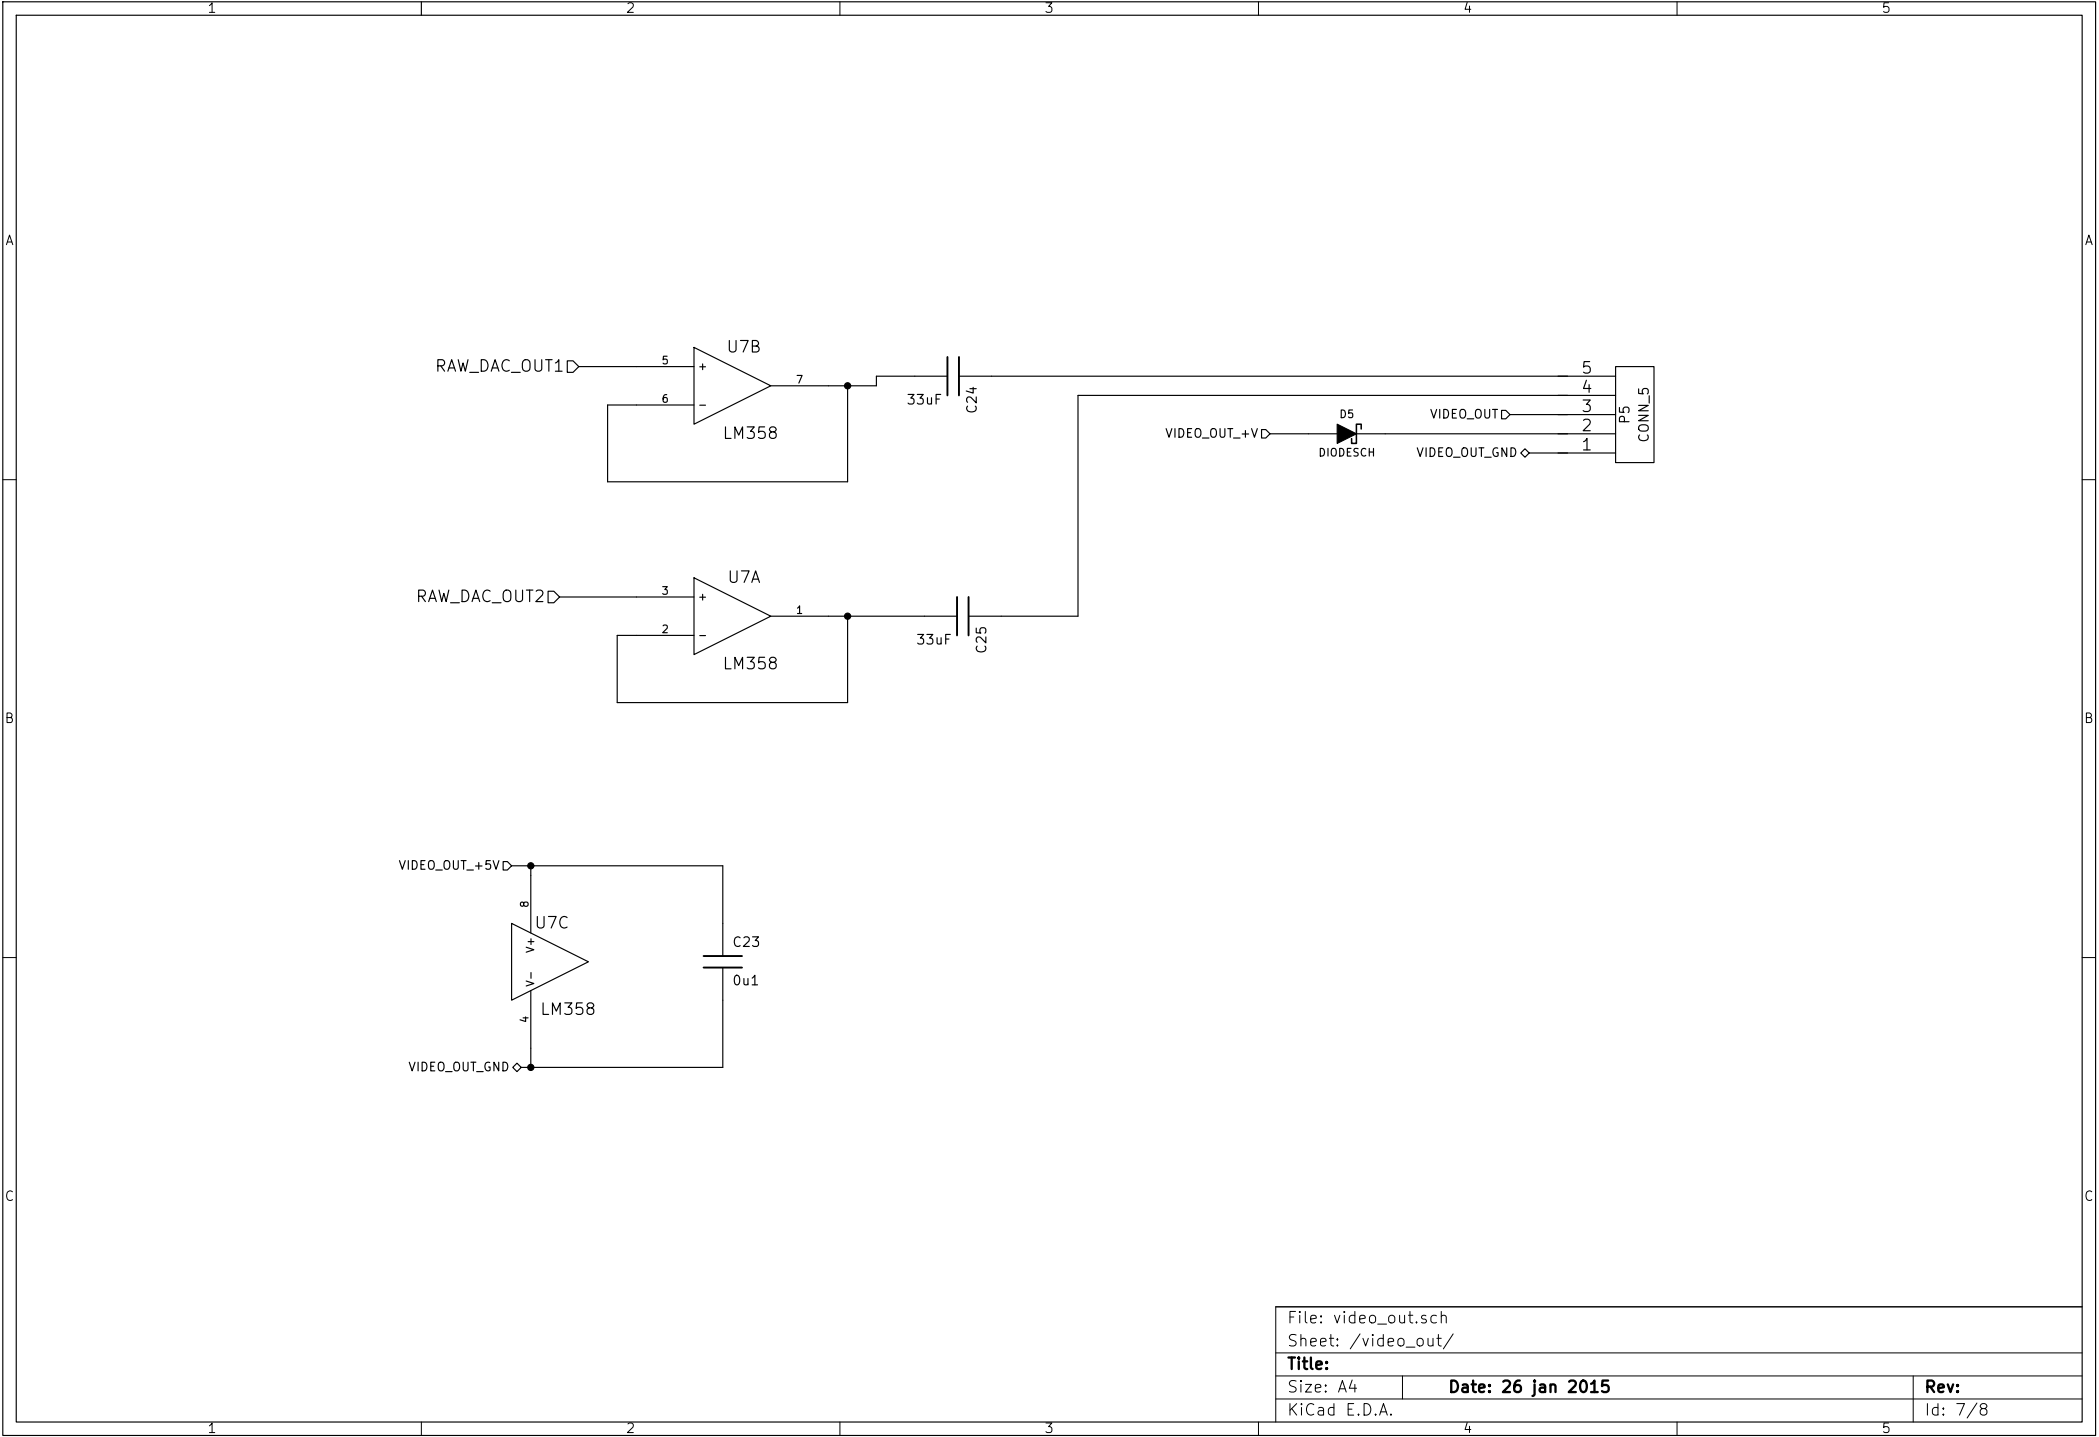 1 2 3 4 5
A A
U7B
RAW_DAC_OUT1 5 +
7
6 -
LM358
33uF C24
5
4
VIDEO_OUT 3
D5
VIDEO_OUT_+V 2
DIODESCH
VIDEO_OUT_GND 1
P5
CONN_5
U7A
RAW_DAC_OUT2 3 +
1
2 -
LM358
33uF C25
B B
VIDEO_OUT_+5V
8
U7C
V+
V-
LM358
4
C23
0u1
VIDEO_OUT_GND
C C
File: video_out.sch
Sheet: /video_out/
Title:
Size: A4 Date: 26 jan 2015 Rev:
KiCad E.D.A. Id: 7/8
1 2 3 4 5